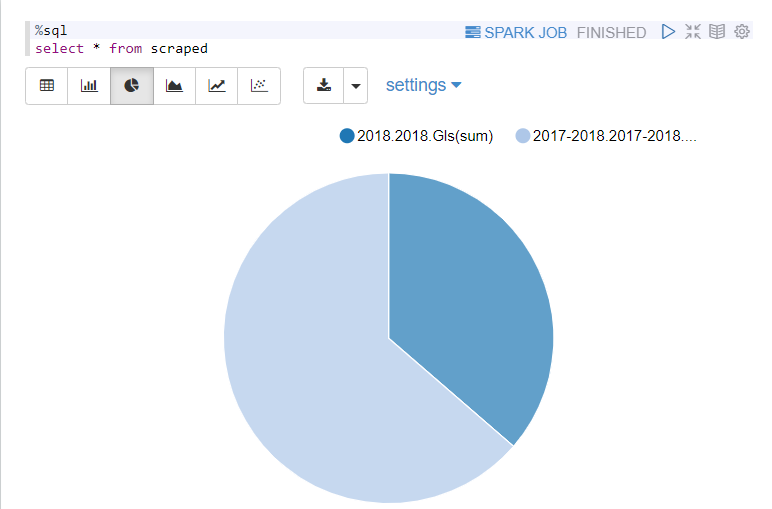 %sql
SPARK JOB FINISHED
select * from scraped
settings
2018.2018.Gls(sum)
2017-2018.2017-2018....